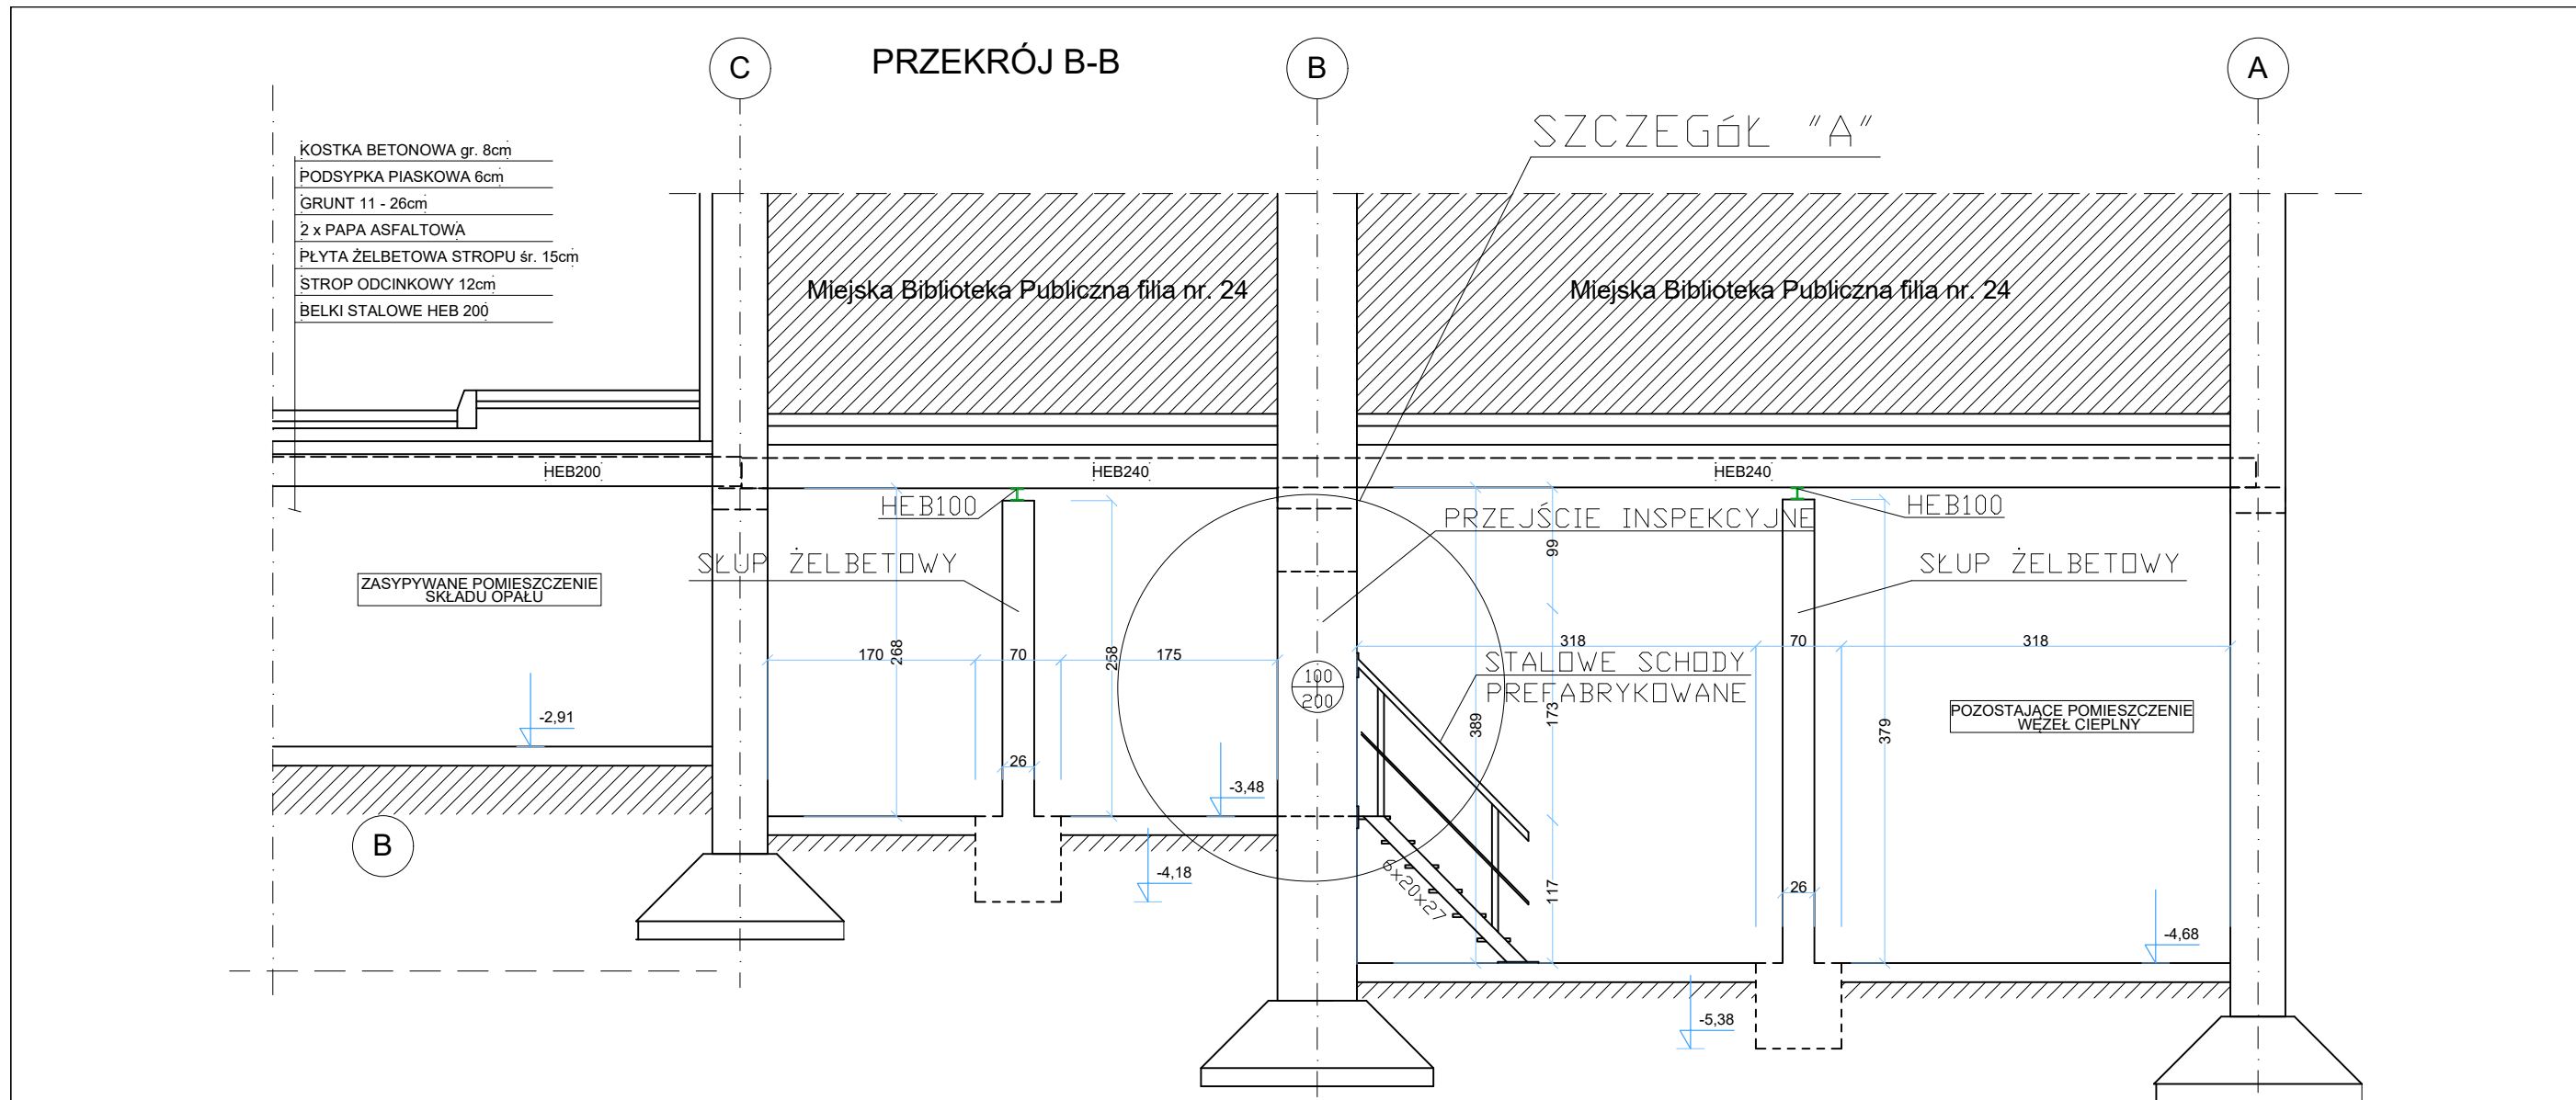 C
PRZEKRÓJ B-B
B
A
SZCZEGÓŁ "A"
KOSTKA BETONOWA gr. 8cm
PODSYPKA PIASKOWA 6cm
GRUNT 11 - 26cm
2 x PAPA ASFALTOWA
PŁYTA ŻELBETOWA STROPU śr. 15cm
STROP ODCINKOWY 12cm
BELKI STALOWE HEB 200
Miejska Biblioteka Publiczna filia nr. 24
Miejska Biblioteka Publiczna filia nr. 24
HEB200
HEB240
HEB240
HEB100
PRZEJŚCIE INSPEKCYJNE
HEB100
99
SŁUP ŻELBETOWY
SŁUP ŻELBETOWY
ZASYPYWANE POMIESZCZENIE
SKŁADU OPAŁU
170
268
70
258
175
318
70
318
STALOWE SCHODY
PREFABRYKOWANE
100
200
389
173
379
POZOSTAJĄCE POMIESZCZENIE
WĘZEŁ CIEPLNY
-2,91
26
-3,48
B
-4,18
6x20x27
117
26
-4,68
-5,38